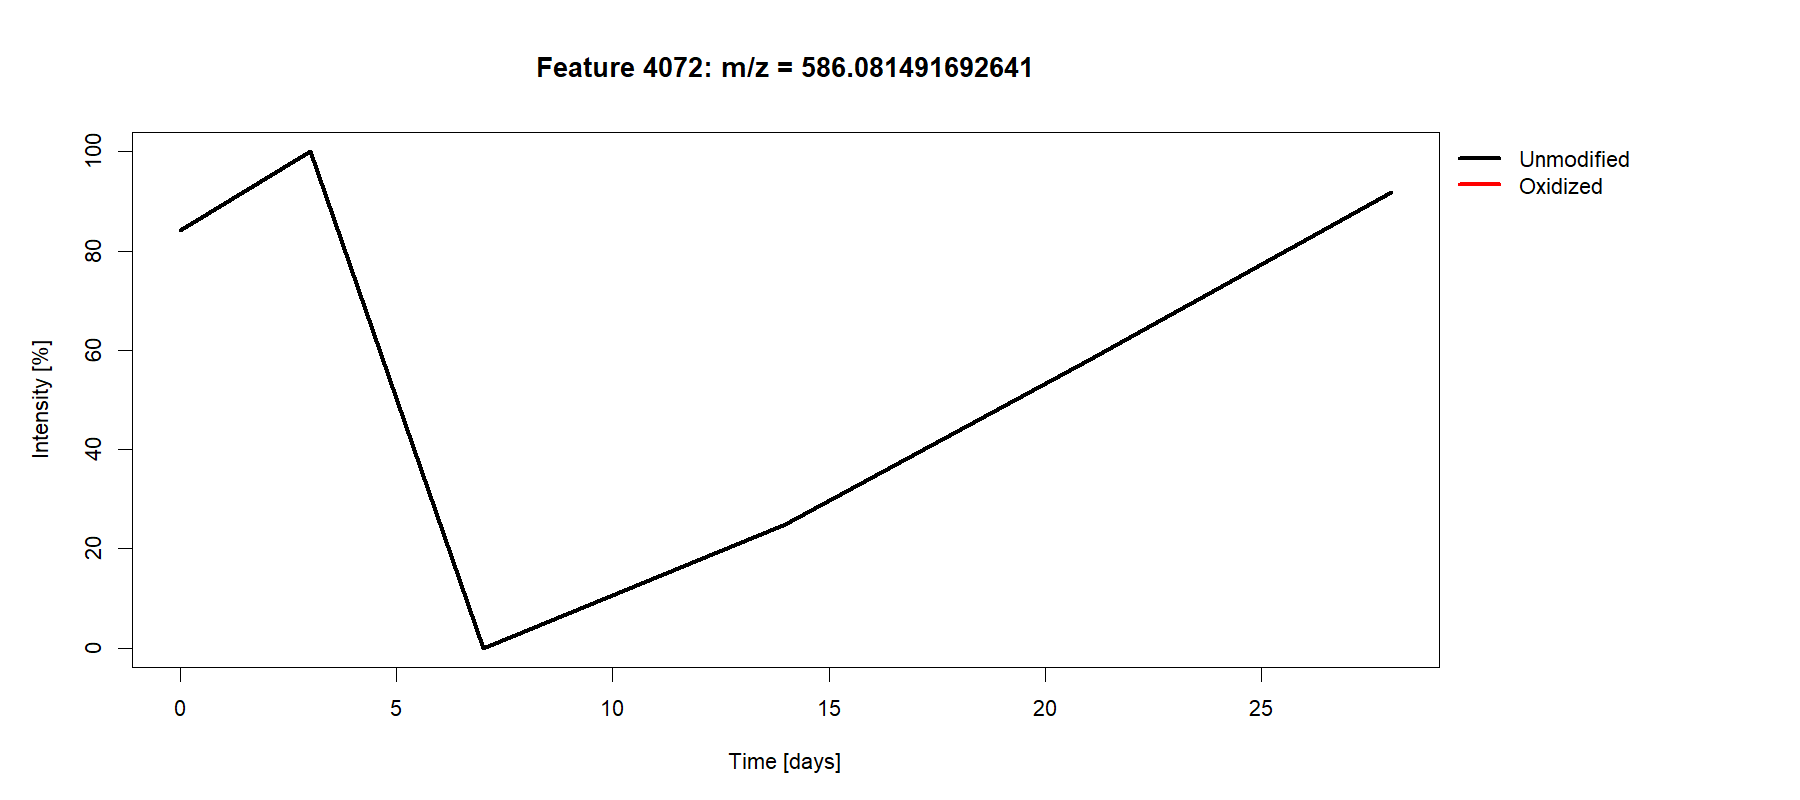 Feature 4072: m/z = 586.081491692641
Unmodified
Oxidized
Intensity [%]
100
80
60
40
20
0
0 5 10 15 20 25
Time [days]